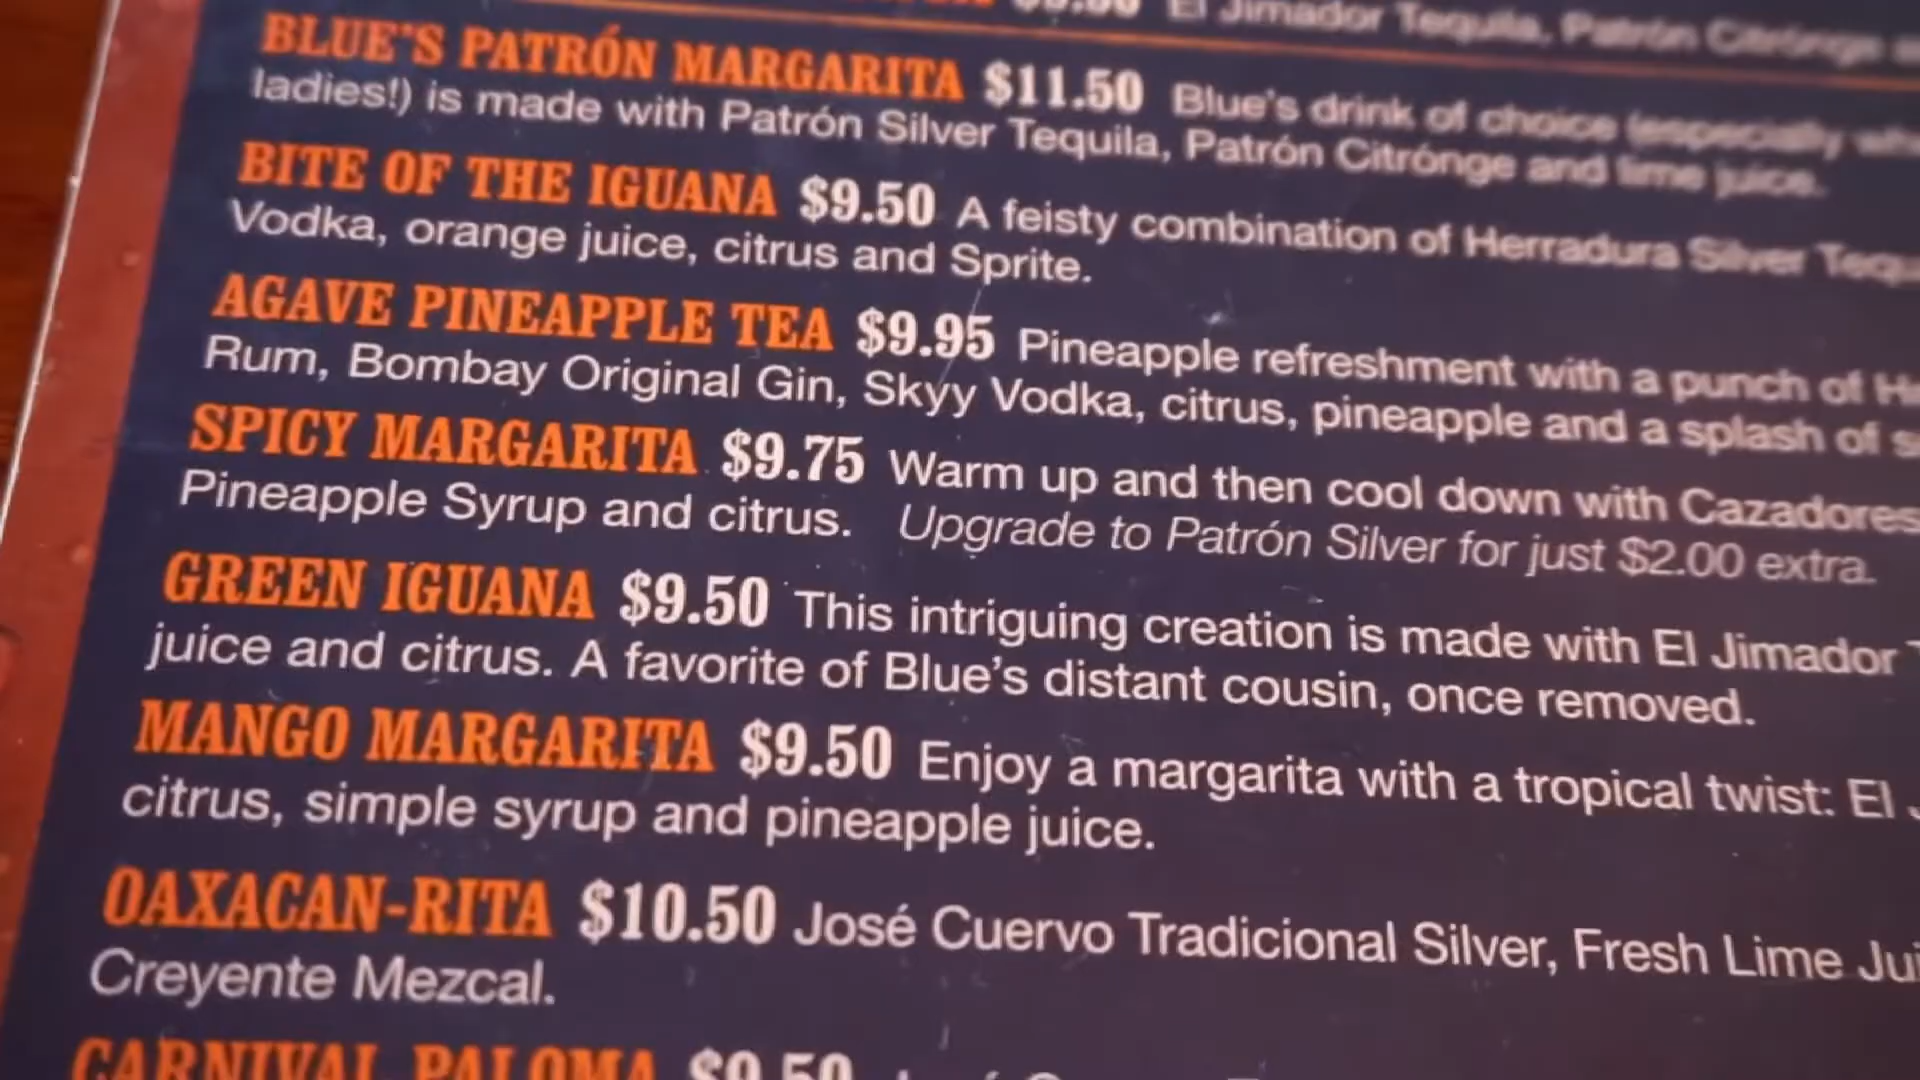 El Jimador Tequila, Patrón Citrónge
BLUE'S PATRÓN MARGARITA $11.50 Blue's drink of choice (especially
ladies!) is made with Patrón Silver Tequila, Patrón Citrónge and lime juice.
BITE OF THE IGUANA $9.50 A feisty combination of Herradura Silver
Vodka, orange juice, citrus and Sprite.
AGAVE PINEAPPLE TEA $9.95 Pineapple refreshment with a punch of
Rum, Bombay Original Gin, Skyy Vodka, citrus, pineapple and a splash of
SPICY MARGARITA $9.75 Warm up and then cool down with Cazadores
Pineapple Syrup and citrus. Upgrade to Patrón Silver for just $2.00 extra.
GREEN IGUANA $9.50 This intriguing creation is made with El Jimador
juice and citrus. A favorite of Blue's distant cousin, once removed.
MANGO MARGARITA $9.50 Enjoy a margarita with a tropical twist: El
citrus, simple syrup and pineapple juice.
OAXACAN-RITA $10.50 José Cuervo Tradicional Silver, Fresh Lime
Creyente Mezcal.
CARNIVAL PALOMA $9.50